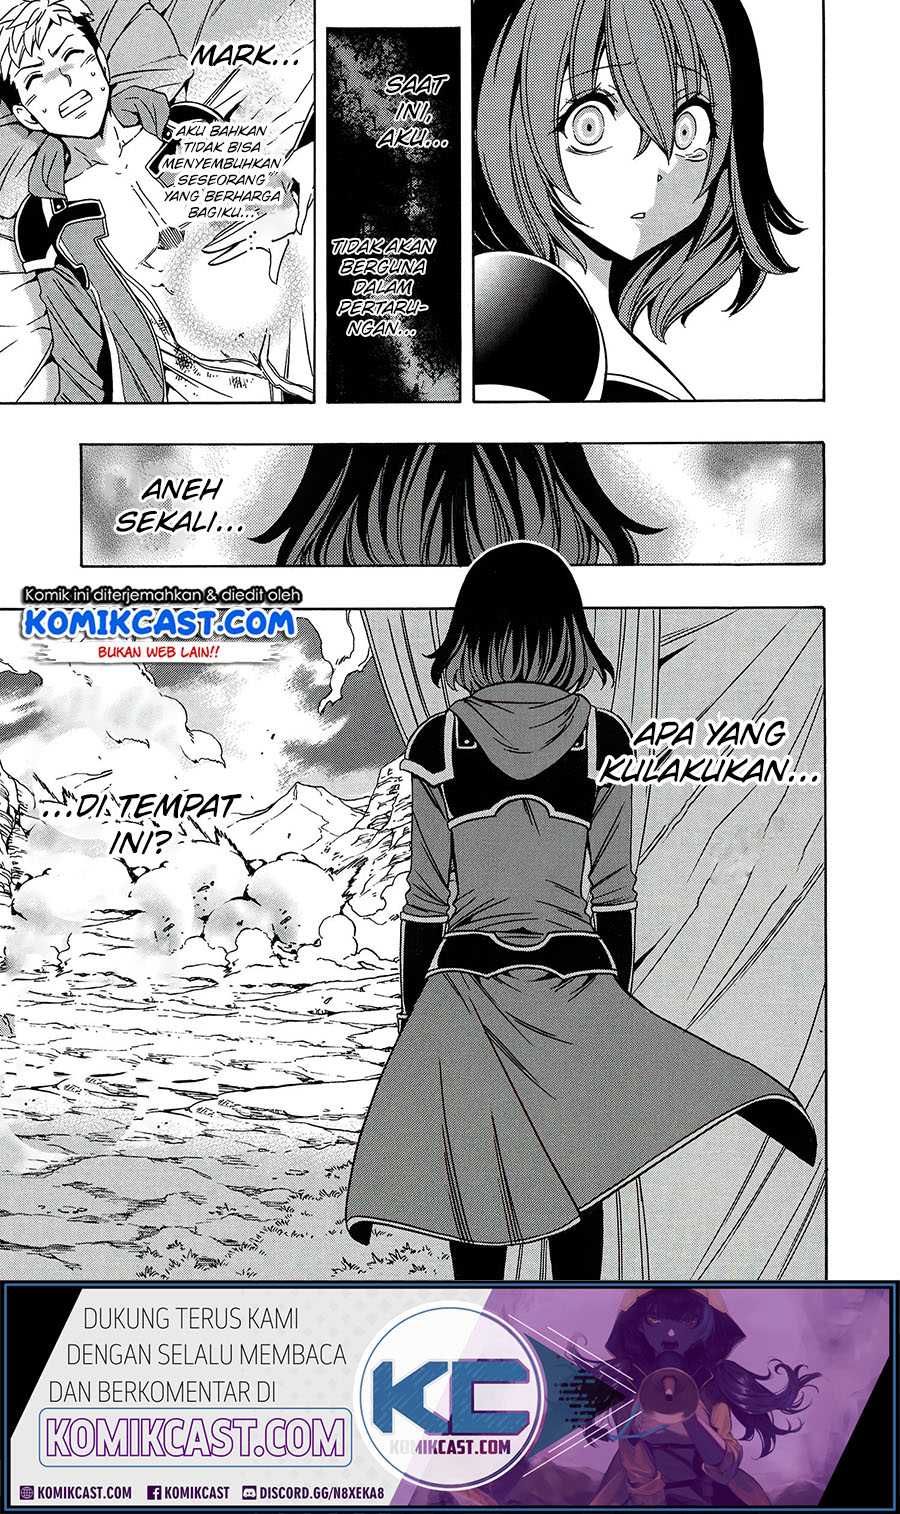 SAAT
INI,
AKU...
TIDAK AKAN
BERGUNA
DALAM
PERTARU-
NGAN...
MARK...
AKU BAHKAN
TIDAK BISA
MENYEMBUHKAN
SESEORANG
YANG BERHARGA
BAGIKU...
ANEH
SEKALI...
Komik ini diterjemahkan & diedit oleh
KOMIKCAST.COM
BUKAN WEB LAIN!!
APA YANG
KULAKUKAN...
...DI TEMPAT
INI?
DUKUNG TERUS KAMI
DENGAN SELALU MEMBACA
DAN BERKOMENTAR DI
KOMIKCAST.COM
KC
KOMIKCAST.COM
KOMIKCAST.COM KOMIKCAST DISCORD.GG/N8XEKA8